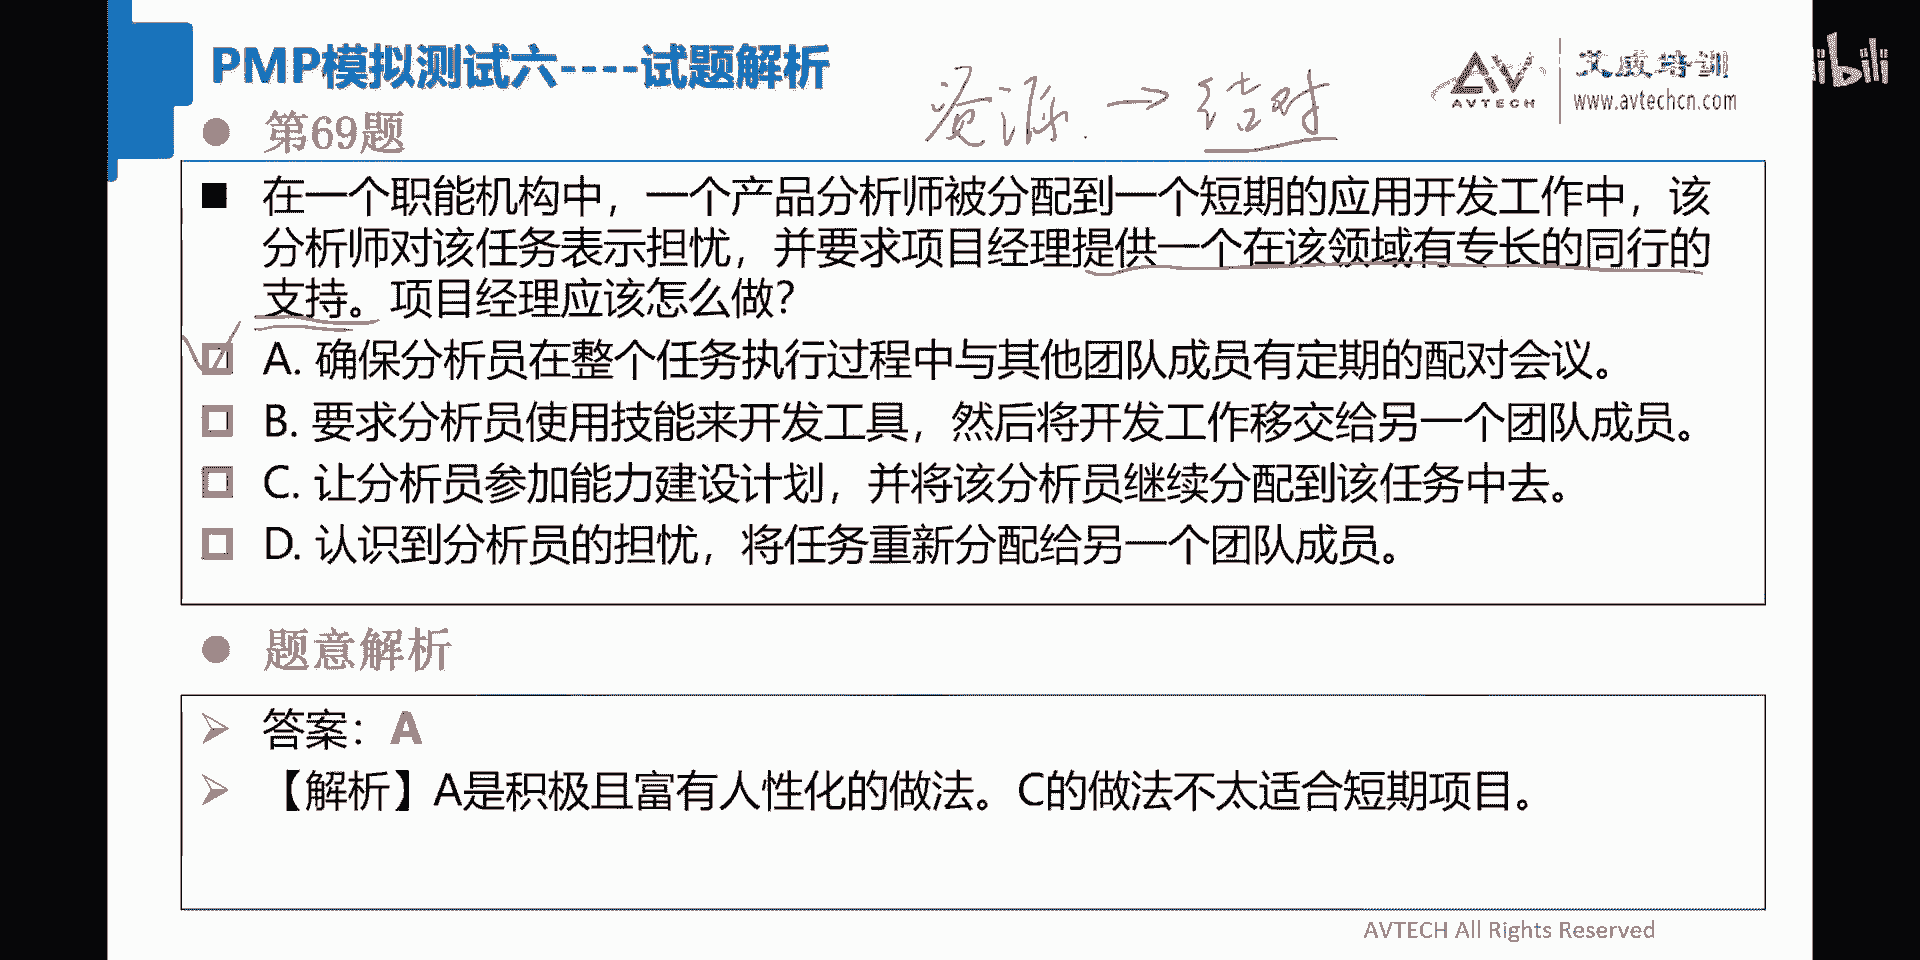 PMP模拟测试六----试题解析
资源 → 结对
AVTECH
艾威培训
www.avtechcn.com
第69题
在一个职能机构中，一个产品分析师被分配到一个短期的应用开发工作中，该
分析师对该任务表示担忧，并要求项目经理提供一个在该领域有专长的同行的
支持。项目经理应该怎么做？
A. 确保分析员在整个任务执行过程中与其他团队成员有定期的配对会议。
B. 要求分析员使用技能来开发工具，然后将开发工作移交给另一个团队成员。
C. 让分析员参加能力建设计划，并将该分析员继续分配到该任务中去。
D. 认识到分析员的担忧，将任务重新分配给另一个团队成员。
题意解析
答案：A
【解析】A是积极且富有人性化的做法。C的做法不太适合短期项目。
AVTECH All Rights Reserved